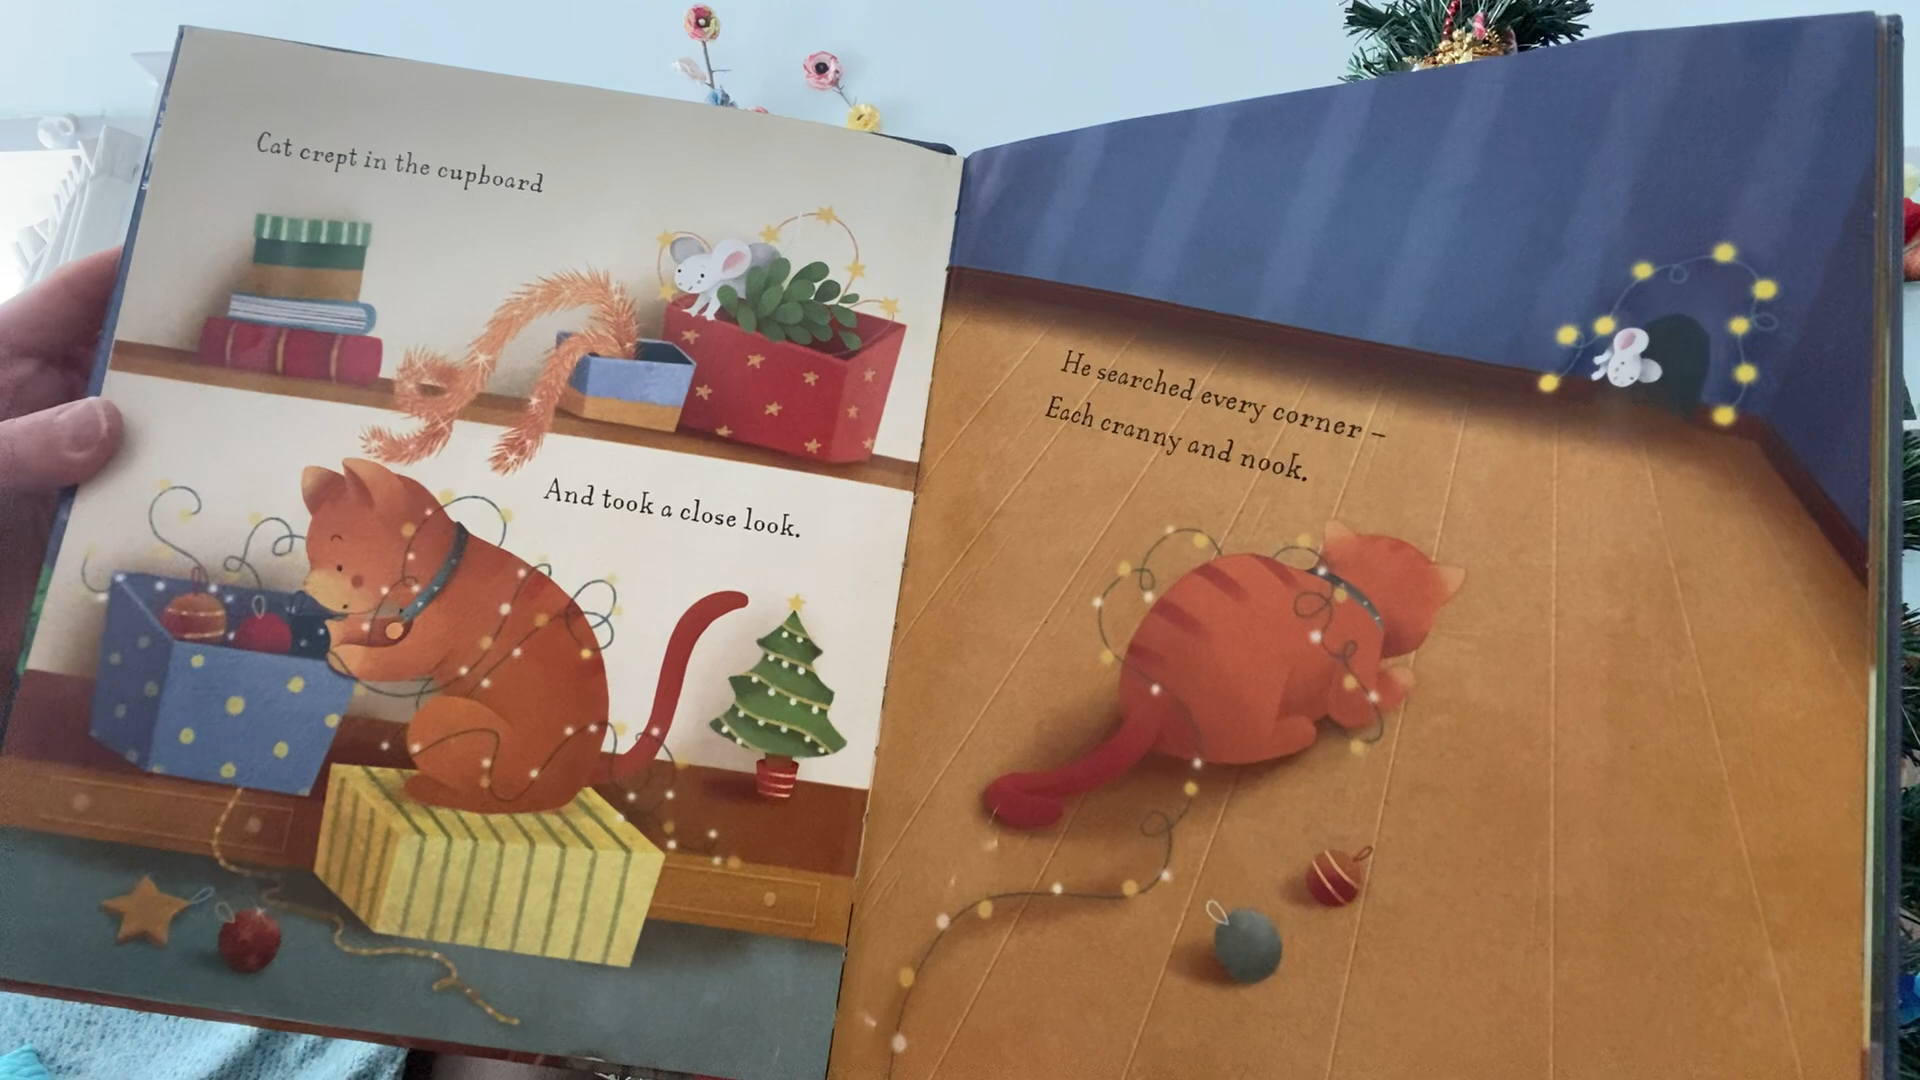 Cat crept in the cupboard
And took a close look.
He searched every corner –
Each cranny and nook.